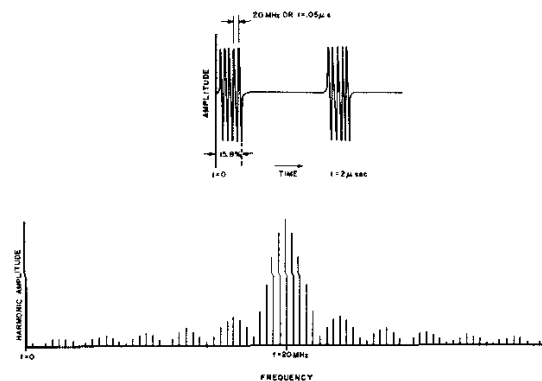 20 MHz OR t=.05μs
AMPLITUDE
15.8%
t=0
TIME
t=2μsec
HARMONIC AMPLITUDE
f=0
f=20MHz
FREQUENCY